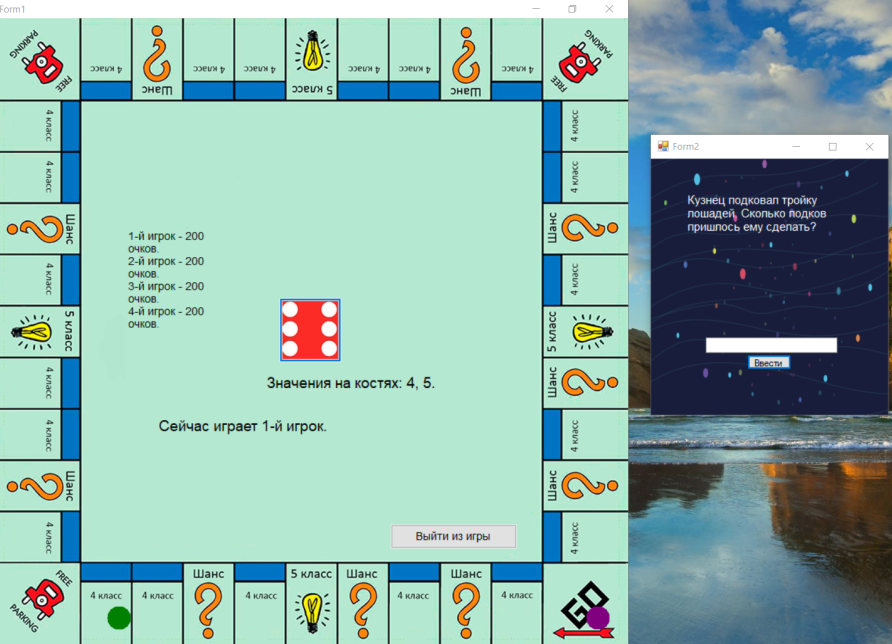 Form1
PARKING
FREE
4 класс
Шанс
4 класс
4 класс
5 класс
4 класс
4 класс
Шанс
4 класс
PARKING
FREE
4 класс
4 класс
Шанс
4 класс
5 класс
4 класс
4 класс
Шанс
4 класс
1-й игрок - 200
очков.
2-й игрок - 200
очков.
3-й игрок - 200
очков.
4-й игрок - 200
очков.
Значения на костях: 4, 5.
Сейчас играет 1-й игрок.
Выйти из игры
4 класс
4 класс
Шанс
4 класс
5 класс
Шанс
4 класс
Шанс
4 класс
FREE
PARKING
4 класс
4 класс
Шанс
4 класс
5 класс
Шанс
4 класс
Шанс
4 класс
GO
Form2
Кузнец подковал тройку
лошадей. Сколько подков
пришлось ему сделать?
Ввести